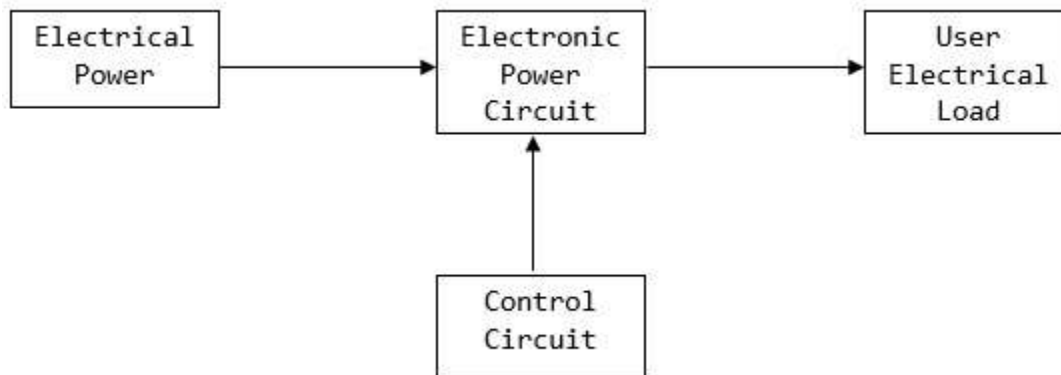 Electrical
Power
Electronic
Power
Circuit
User
Electrical
Load
Control
Circuit